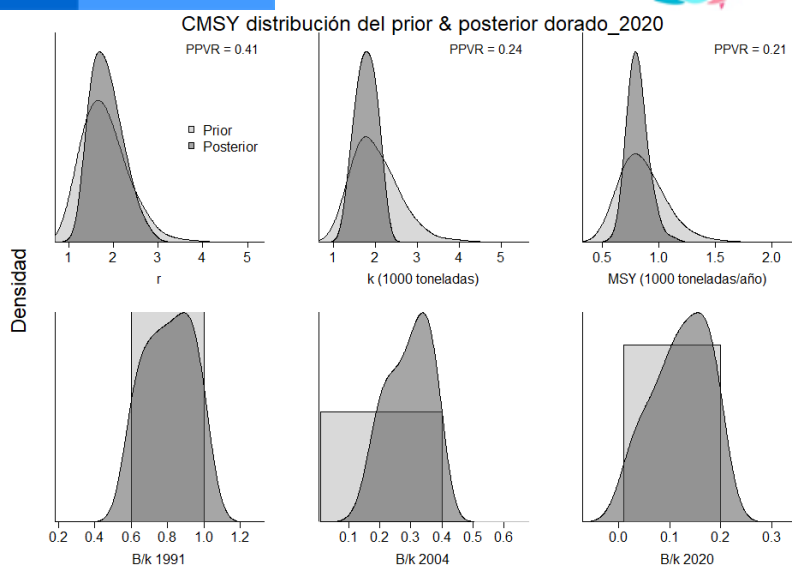 CMSY distribución del prior & posterior dorado_2020
PPVR = 0.41
PPVR = 0.24
PPVR = 0.21
Prior
Posterior
Densidad
1 2 3 4 5
r
1 2 3 4 5
k (1000 toneladas)
0.5 1.0 1.5 2.0
MSY (1000 toneladas/año)
0.2 0.4 0.6 0.8 1.0 1.2
B/k 1991
0.1 0.2 0.3 0.4 0.5 0.6
B/k 2004
0.0 0.1 0.2 0.3
B/k 2020